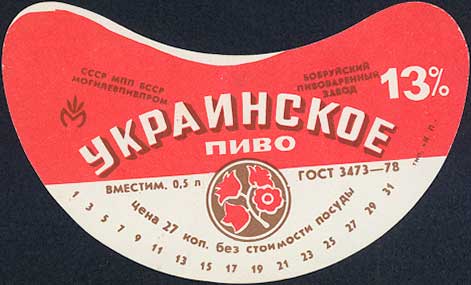 СССР МПП БССР
МОГИЛЕВПИВПРОМ
БОБРУЙСКИЙ
ПИВОВАРЕННЫЙ
ЗАВОД
13%
УКРАИНСКОЕ
ПИВО
ВМЕСТИМ. 0,5 л
ГОСТ 3473—78
цена 27 коп. без стоимости посуды
1 3 5 7 9 11 13 15 17 19 21 23 25 27 29 31